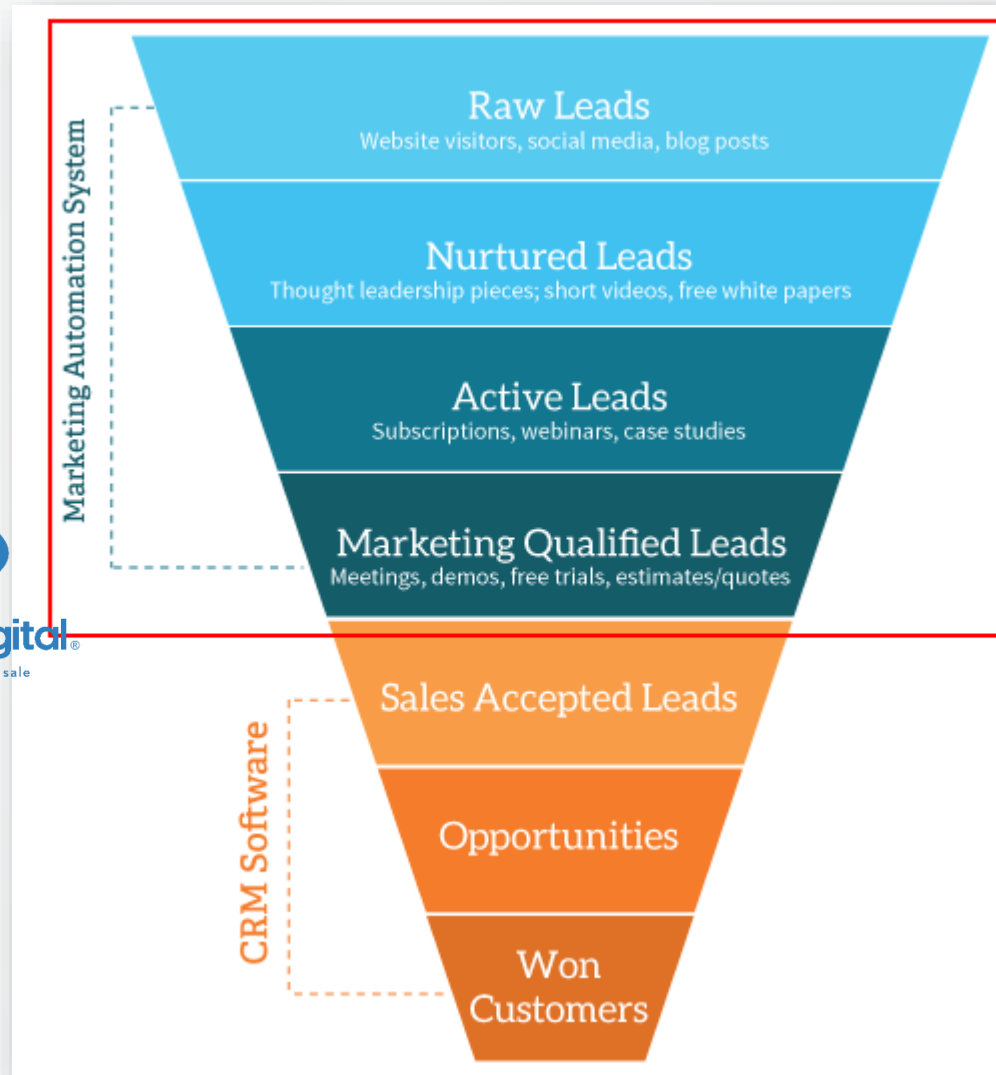 Marketing Automation System
Raw Leads
Website visitors, social media, blog posts
Nurtured Leads
Thought leadership pieces; short videos, free white papers
Active Leads
Subscriptions, webinars, case studies
Marketing Qualified Leads
Meetings, demos, free trials, estimates/quotes
gital®
sale
CRM Software
Sales Accepted Leads
Opportunities
Won
Customers